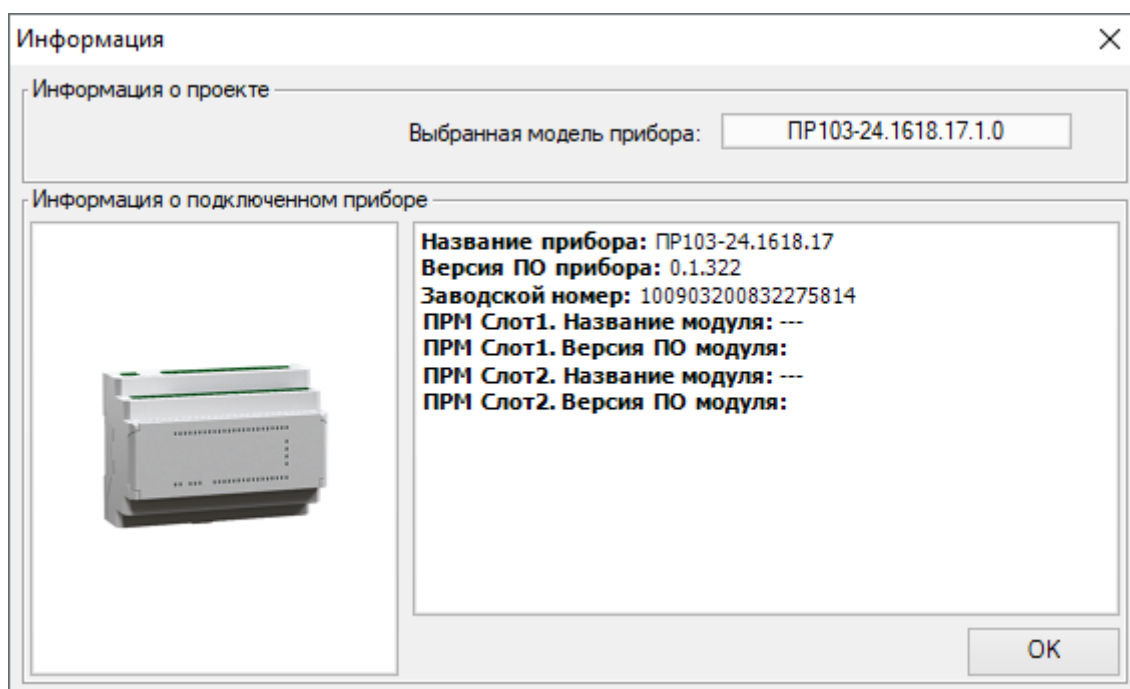 Информация
Информация о проекте
Выбранная модель прибора: ПР103-24.1618.17.1.0
Информация о подключенном приборе
Название прибора: ПР103-24.1618.17
Версия ПО прибора: 0.1.322
Заводской номер: 100903200832275814
ПРМ Слот1. Название модуля: ---
ПРМ Слот1. Версия ПО модуля:
ПРМ Слот2. Название модуля: ---
ПРМ Слот2. Версия ПО модуля:
ОК